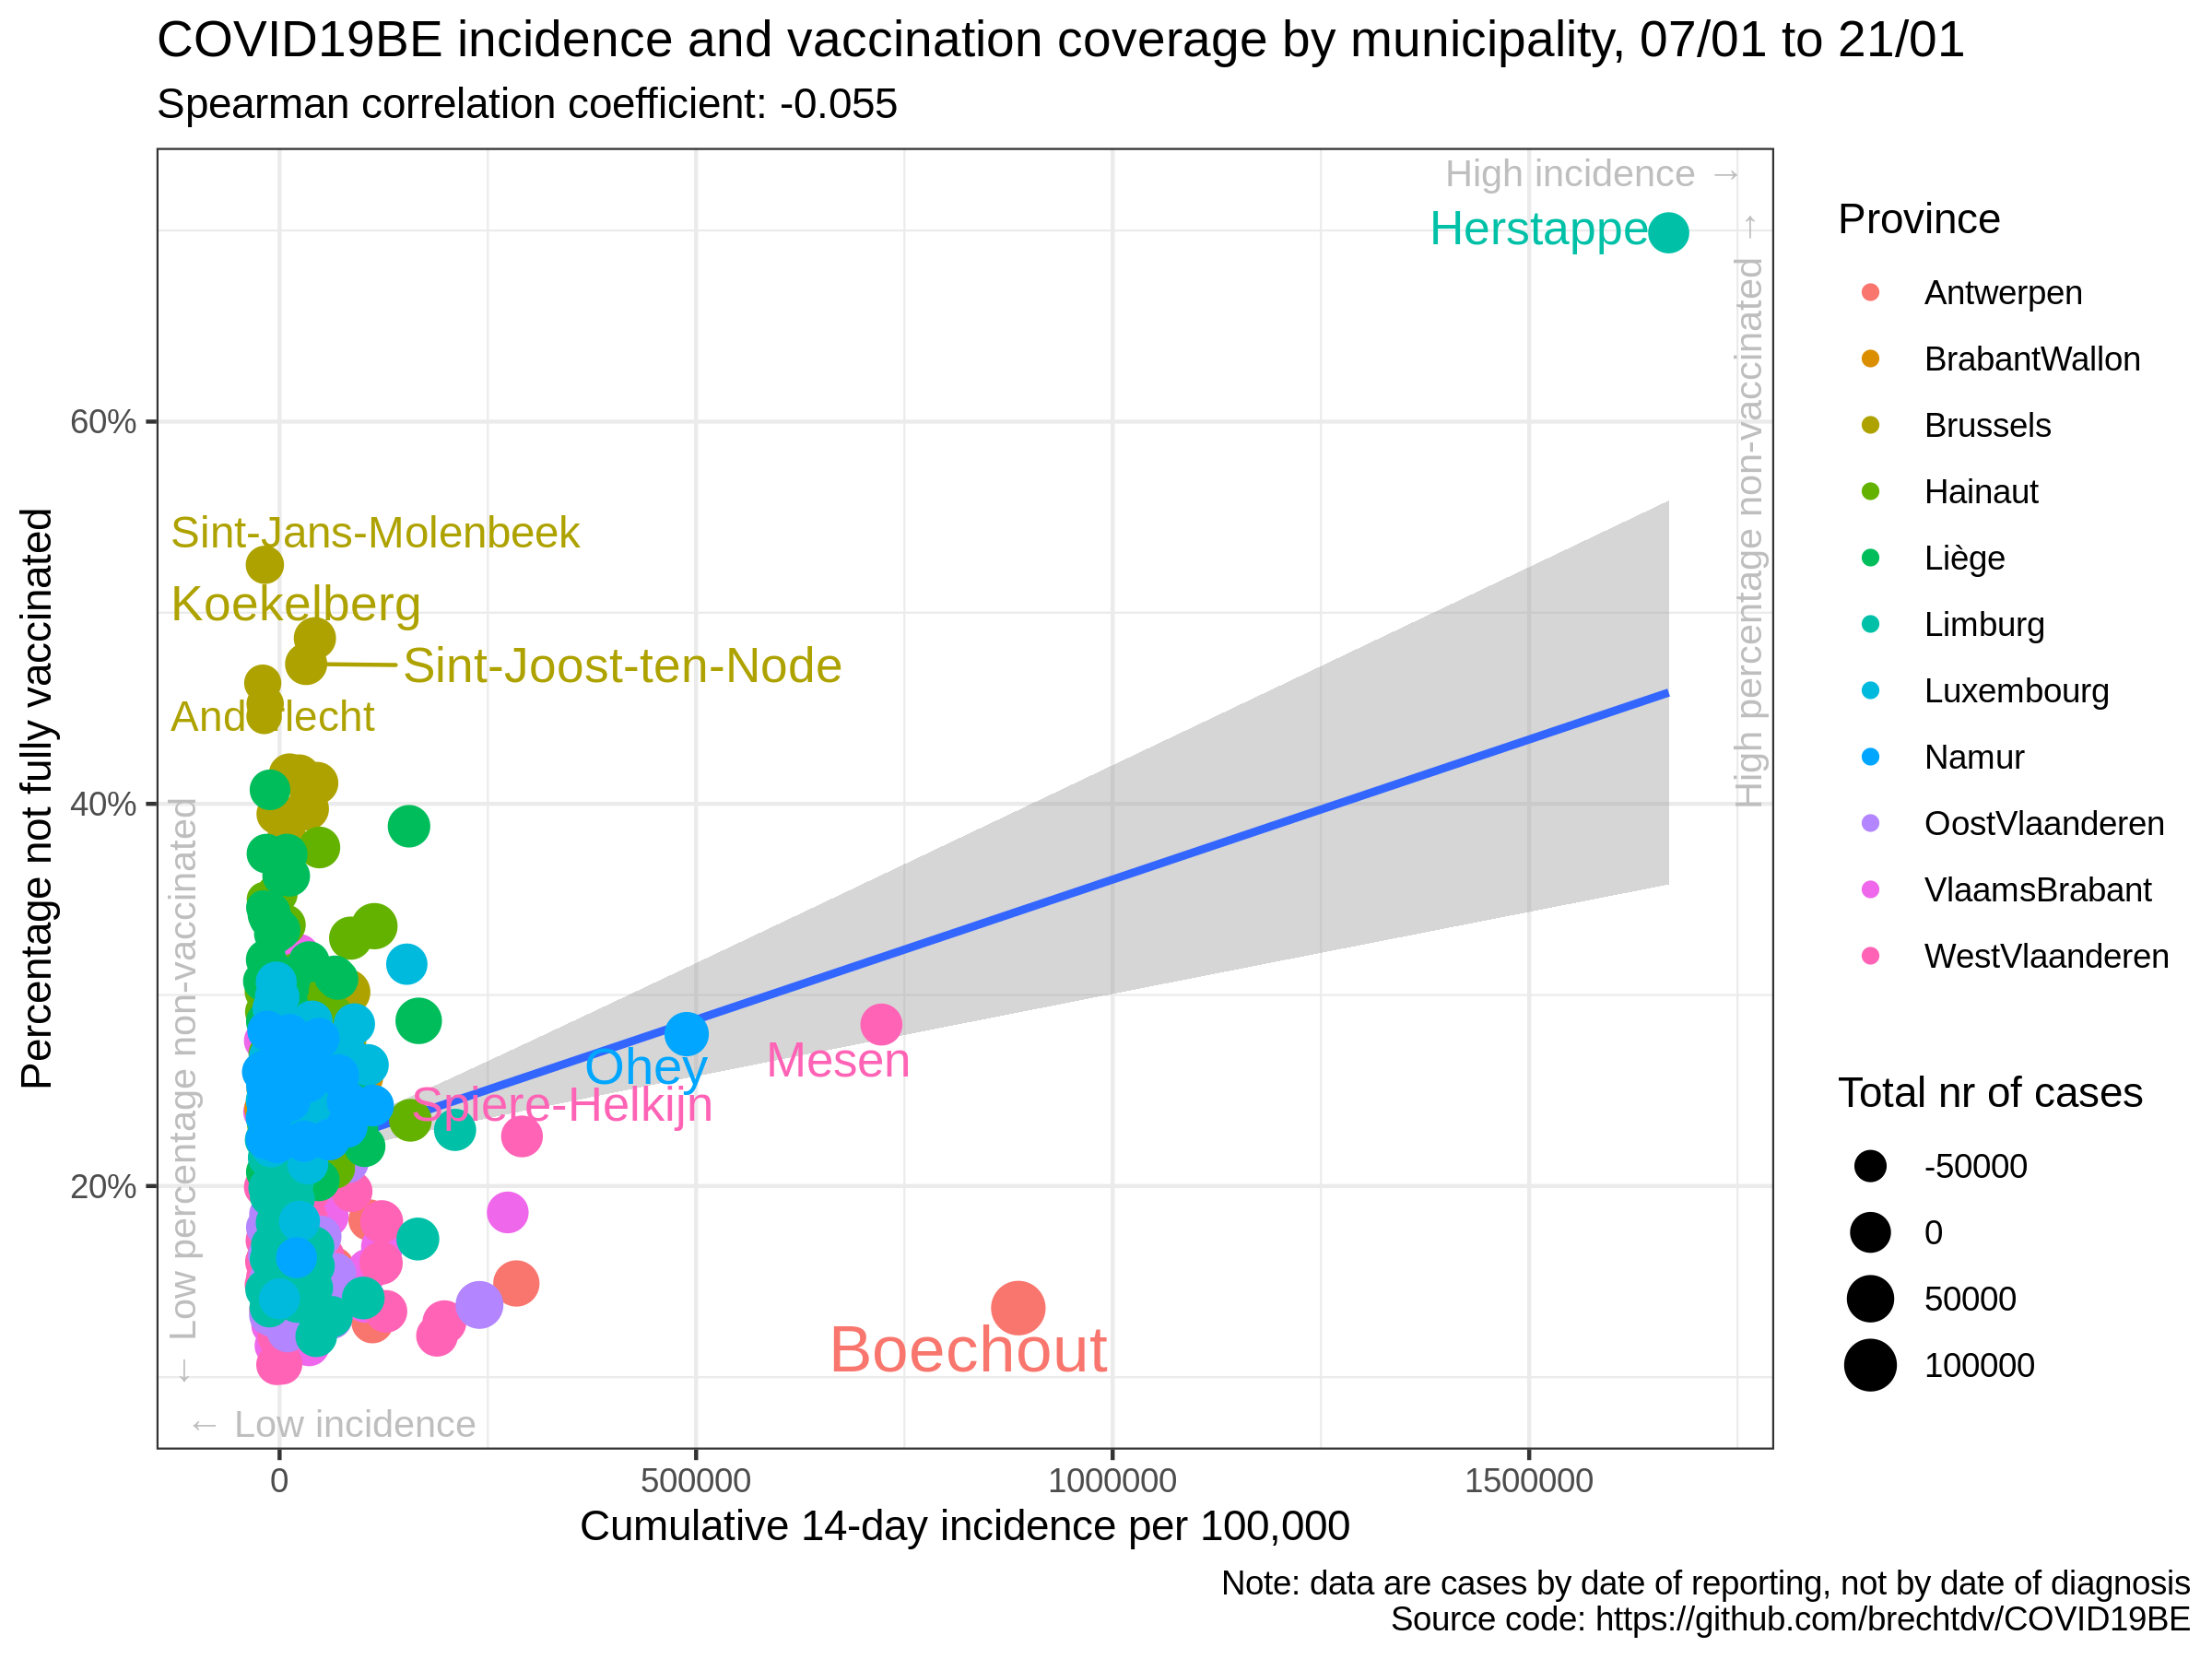 COVID19BE incidence and vaccination coverage by municipality, 07/01 to 21/01
Spearman correlation coefficient: -0.055
High incidence →
Herstappe
High percentage non-vaccinated →
Sint-Jans-Molenbeek
Koekelberg
Sint-Joost-ten-Node
Anderlecht
← Low percentage non-vaccinated
Ohey
Mesen
Spiere-Helkijn
Boechout
← Low incidence
60%
40%
20%
Percentage not fully vaccinated
0
500000
1000000
1500000
Cumulative 14-day incidence per 100,000
Province
Antwerpen
BrabantWallon
Brussels
Hainaut
Liège
Limburg
Luxembourg
Namur
OostVlaanderen
VlaamsBrabant
WestVlaanderen
Total nr of cases
-50000
0
50000
100000
Note: data are cases by date of reporting, not by date of diagnosis
Source code: https://github.com/brechtdv/COVID19BE